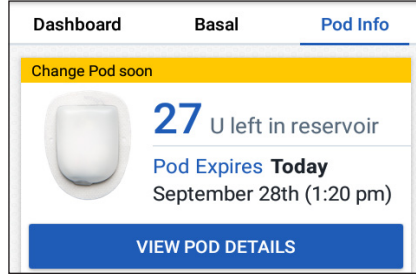 Dashboard Basal Pod Info
Change Pod soon
27 U left in reservoir
Pod Expires Today
September 28th (1:20 pm)
VIEW POD DETAILS